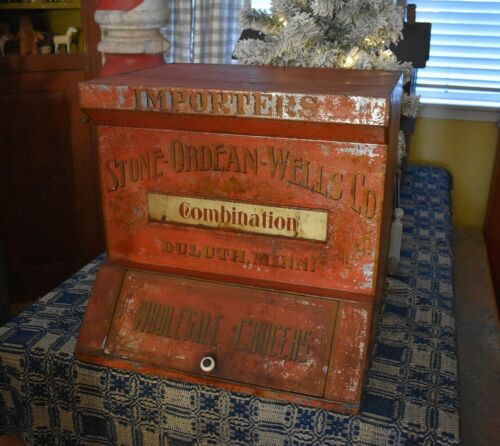 IMPORTERS
STONE-ORDEAN-WELLS CO
Combination
DULUTH, MINN.
WHOLESALE GROCERS